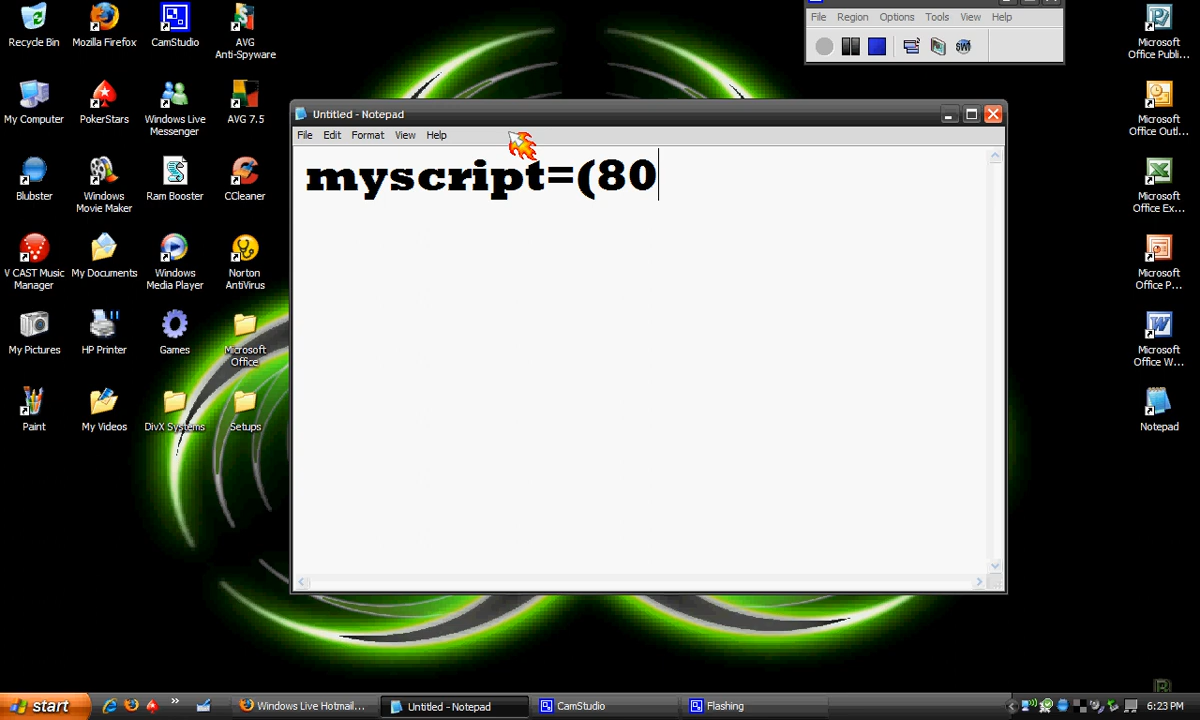 File Region Options Tools View Help
Recycle Bin
Mozilla Firefox
CamStudio
AVG
Anti-Spyware
My Computer
PokerStars
Windows Live
Messenger
AVG 7.5
Blubster
Windows
Movie Maker
Ram Booster
CCleaner
V CAST Music
Manager
My Documents
Windows
Media Player
Norton
AntiVirus
My Pictures
HP Printer
Games
Microsoft
Office
Paint
My Videos
DivX Systems
Setups
Untitled - Notepad
File Edit Format View Help
myscript=(80
Microsoft
Office Publi...
Microsoft
Office Outl...
Microsoft
Office Ex...
Microsoft
Office P...
Microsoft
Office W...
Notepad
start
Windows Live Hotmail...
Untitled - Notepad
CamStudio
Flashing
6:23 PM